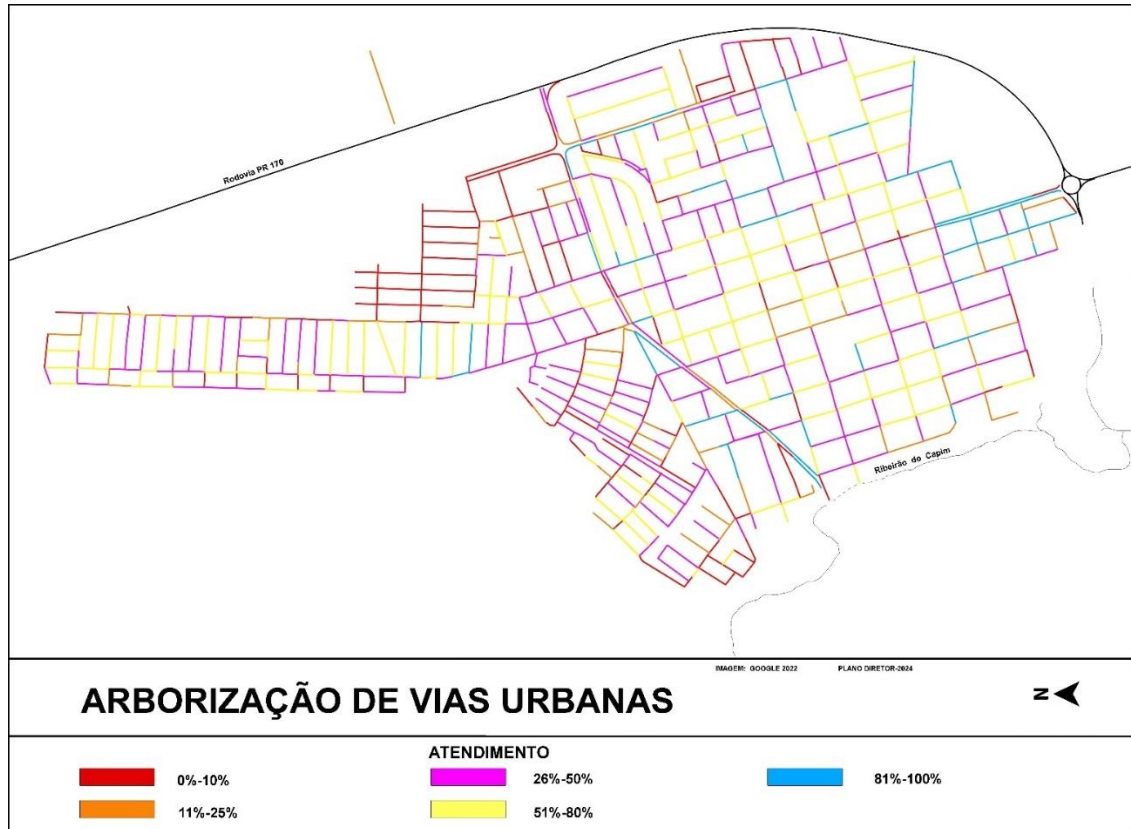 Rodovia PR 170
Ribeirão do Capim
IMAGEM: GOOGLE 2022 PLANO DIRETOR-2024
ARBORIZAÇÃO DE VIAS URBANAS
N
ATENDIMENTO
0%-10% 26%-50% 81%-100%
11%-25% 51%-80%